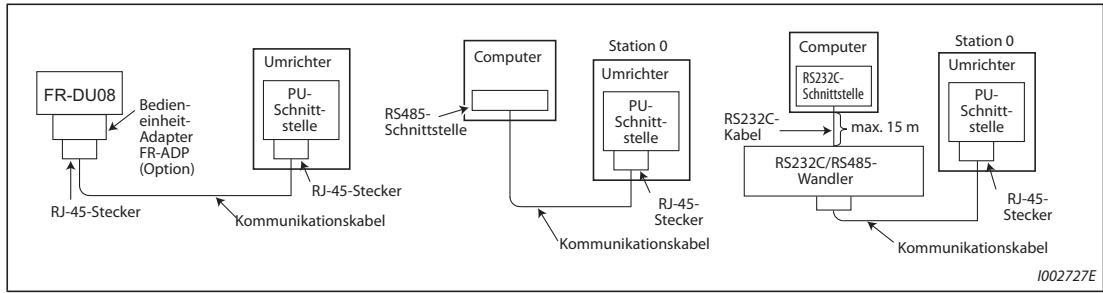 FR-DU08
Bedien-
einheit-
Adapter
FR-ADP
(Option)
RJ-45-Stecker
Umrichter
PU-
Schnitt-
stelle
RJ-45-Stecker
Kommunikationskabel
Computer
RS485-
Schnittstelle
Station 0
Umrichter
PU-
Schnitt-
stelle
RJ-45-
Stecker
Kommunikationskabel
Computer
RS232C-
Schnittstelle
RS232C-
Kabel
max. 15 m
RS232C/RS485-
Wandler
Station 0
Umrichter
PU-
Schnitt-
stelle
RJ-45-
Stecker
Kommunikationskabel
I002727E